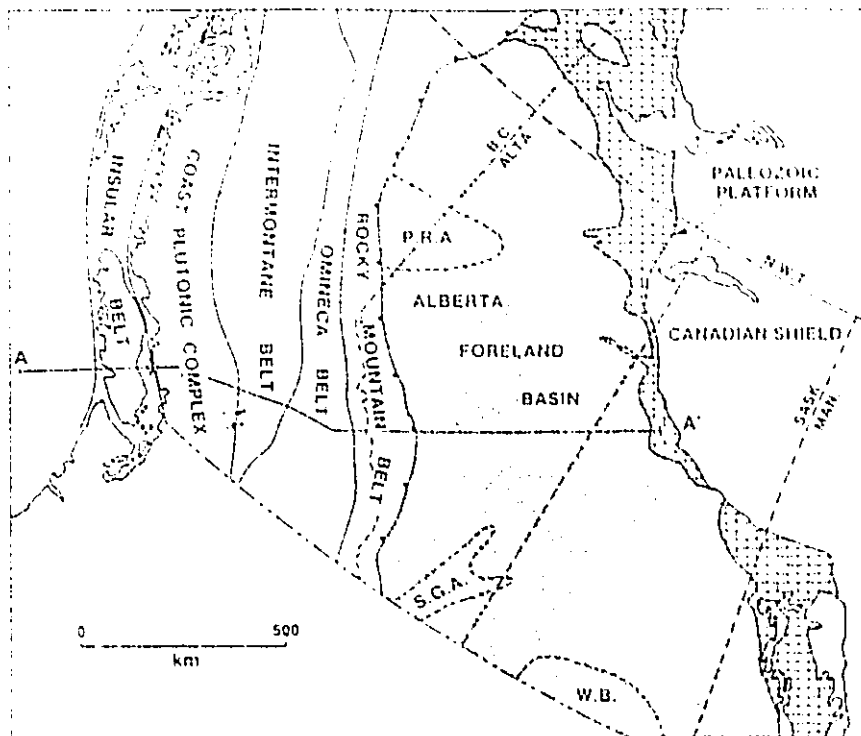 INSULAR
BELT
COAST PLUTONIC COMPLEX
INTERMONTANE
BELT
OMINECA
BELT
ROCKY
MOUNTAIN
BELT
B.C.
ALTA
P.R.A
ALBERTA
FORELAND
BASIN
PALEOZOIC
PLATFORM
N.W.T.
CANADIAN SHIELD
SASK
MAN
A
A'
S.G.A.
W.B.
0 500
km